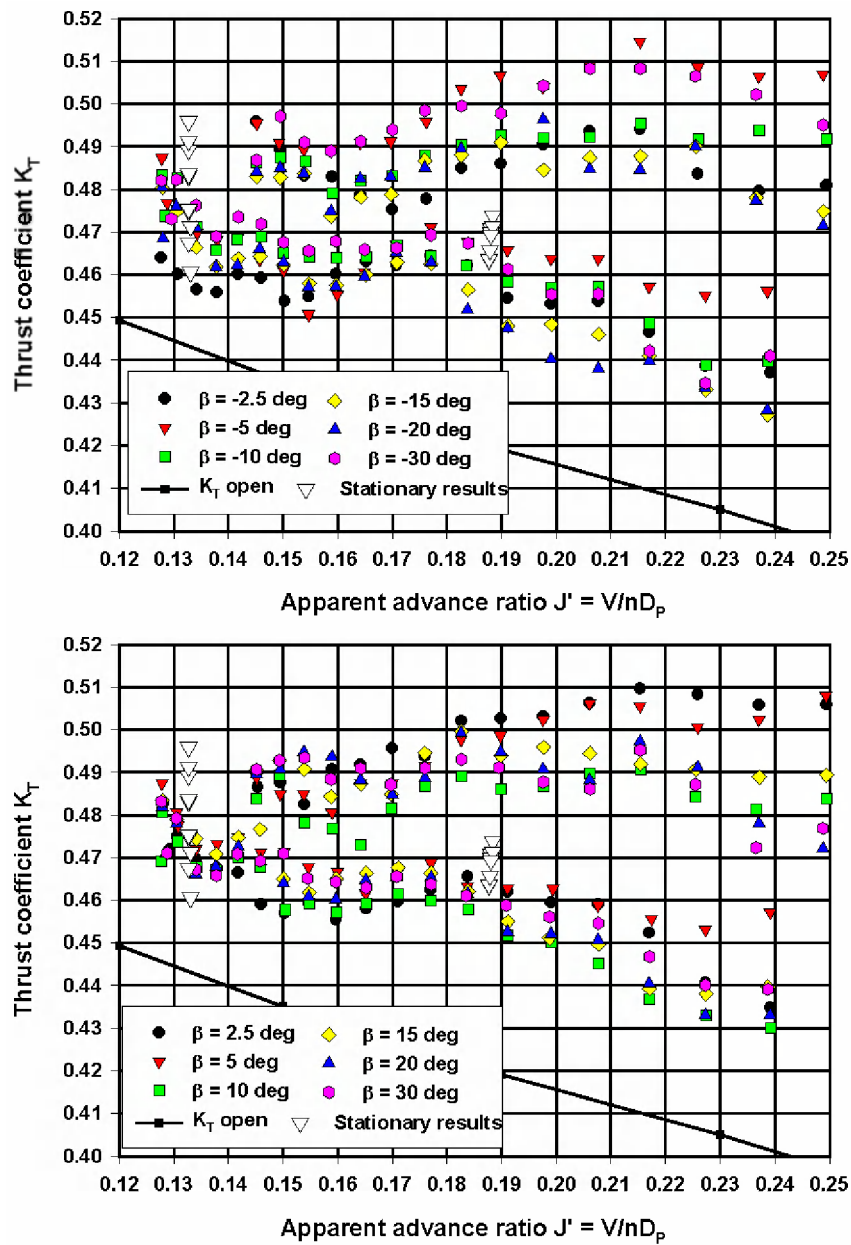 0.52
0.51
0.50
0.49
0.48
0.47
0.46
0.45
0.44
0.43
0.42
0.41
0.40
Thrust coefficient K_T
β = -2.5 deg
β = -15 deg
β = -5 deg
β = -20 deg
β = -10 deg
β = -30 deg
K_T open
Stationary results
0.12 0.13 0.14 0.15 0.16 0.17 0.18 0.19 0.20 0.21 0.22 0.23 0.24 0.25
Apparent advance ratio J' = V/nD_P
0.52
0.51
0.50
0.49
0.48
0.47
0.46
0.45
0.44
0.43
0.42
0.41
0.40
Thrust coefficient K_T
β = 2.5 deg
β = 15 deg
β = 5 deg
β = 20 deg
β = 10 deg
β = 30 deg
K_T open
Stationary results
0.12 0.13 0.14 0.15 0.16 0.17 0.18 0.19 0.20 0.21 0.22 0.23 0.24 0.25
Apparent advance ratio J' = V/nD_P